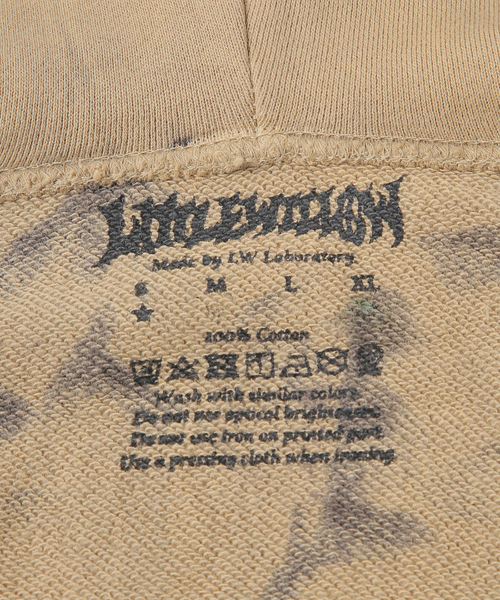 LITTLEWILLOW
Made by LW Laboratory
S M L XL
★
100% Cotton
Wash with similar colors.
Do not use optical brighteners.
Do not use iron on printed part.
Use a pressing cloth when ironing.